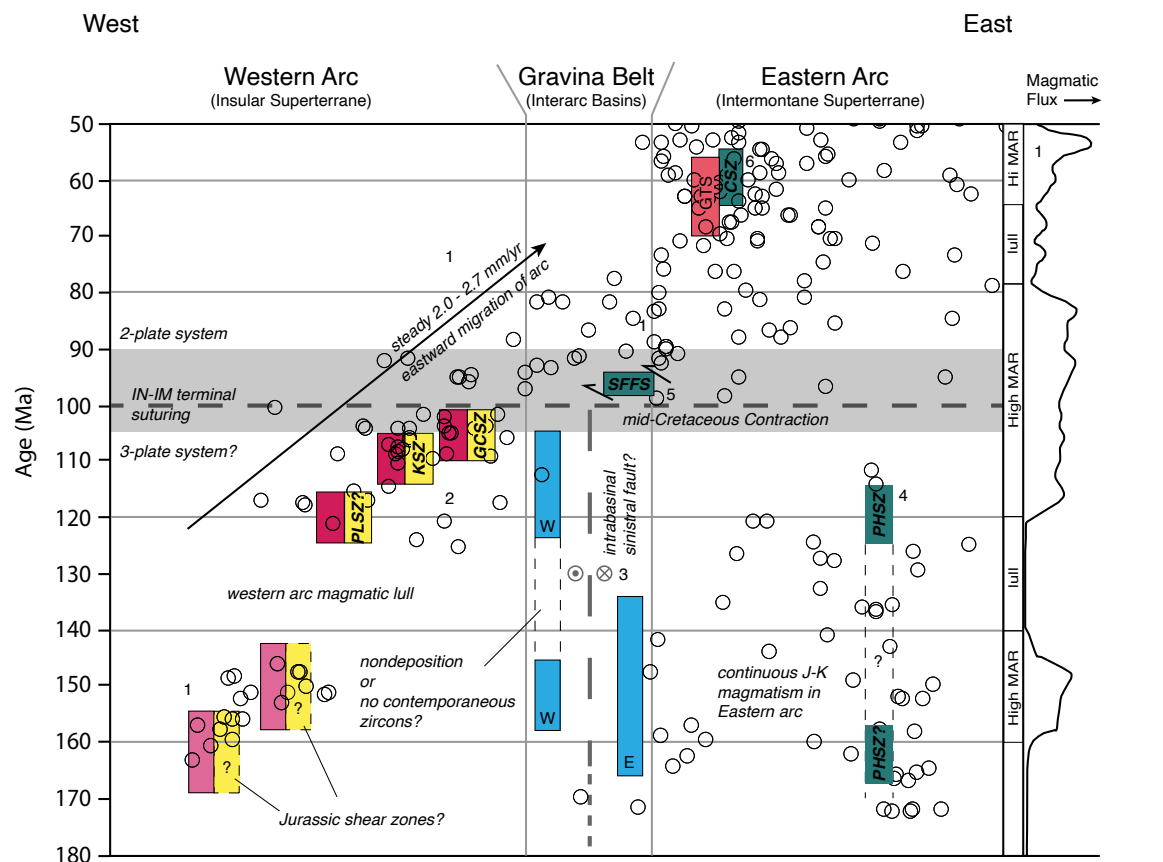 West
East
Western Arc
(Insular Superterrane)
Gravina Belt
(Interarc Basins)
Eastern Arc
(Intermontane Superterrane)
Magmatic
Flux
Age (Ma)
50
60
70
80
90
100
110
120
130
140
150
160
170
180
1
steady 2.0 - 2.7 mm/yr
eastward migration of arc
2-plate system
IN-IM terminal
suturing
3-plate system?
mid-Cretaceous Contraction
GTS
CSZ
6
1
SFFS
5
KSZ
GCSZ
PLSZ?
2
W
intrabasinal
sinistral fault?
3
PHSZ
4
western arc magmatic lull
nondeposition
or
no contemporaneous
zircons?
W
E
continuous J-K
magmatism in
Eastern arc
?
PHSZ?
1
?
?
Jurassic shear zones?
Hi MAR
1
lull
High MAR
lull
High MAR